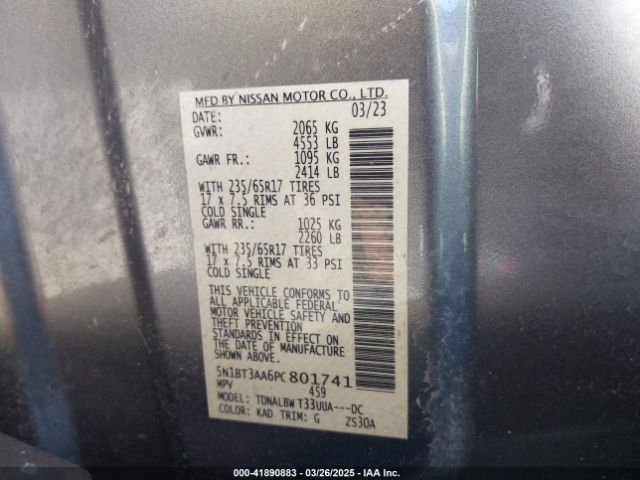 MFD BY NISSAN MOTOR CO., LTD.
DATE: 03/23
GVWR: 2065 KG
4553 LB
GAWR FR.: 1095 KG
2414 LB
WITH 235/65R17 TIRES
17 x 7.5 RIMS AT 36 PSI
COLD SINGLE
GAWR RR.: 1025 KG
2260 LB
WITH 235/65R17 TIRES
17 x 7.5 RIMS AT 33 PSI
COLD SINGLE
THIS VEHICLE CONFORMS TO
ALL APPLICABLE FEDERAL
MOTOR VEHICLE SAFETY AND
THEFT PREVENTION
STANDARDS IN EFFECT ON
THE DATE OF MANUFACTURE SHOWN
ABOVE.
5N1BT3AA6PC801741
MPV 459
MODEL: TDNALBW T33UUA---DC
COLOR: KAD TRIM: G ZS30A
000-41890883 / 03/26/2025 / IAA Inc.